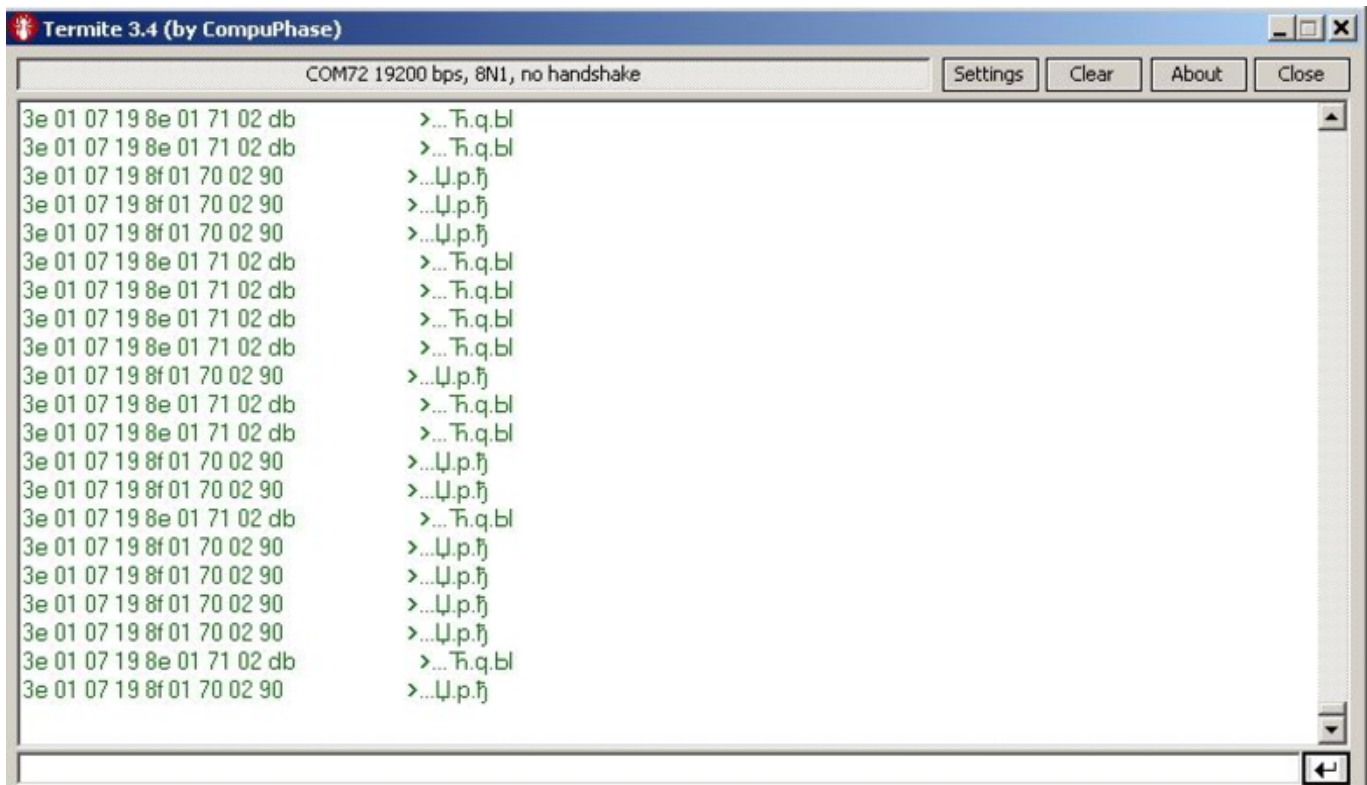 Termite 3.4 (by CompuPhase)
COM72 19200 bps, 8N1, no handshake Settings Clear About Close
3e 01 07 19 8e 01 71 02 db >...Ћ.q.Ы
3e 01 07 19 8e 01 71 02 db >...Ћ.q.Ы
3e 01 07 19 8f 01 70 02 90 >...Џ.p.ђ
3e 01 07 19 8f 01 70 02 90 >...Џ.p.ђ
3e 01 07 19 8f 01 70 02 90 >...Џ.p.ђ
3e 01 07 19 8e 01 71 02 db >...Ћ.q.Ы
3e 01 07 19 8e 01 71 02 db >...Ћ.q.Ы
3e 01 07 19 8e 01 71 02 db >...Ћ.q.Ы
3e 01 07 19 8e 01 71 02 db >...Ћ.q.Ы
3e 01 07 19 8f 01 70 02 90 >...Џ.p.ђ
3e 01 07 19 8e 01 71 02 db >...Ћ.q.Ы
3e 01 07 19 8e 01 71 02 db >...Ћ.q.Ы
3e 01 07 19 8f 01 70 02 90 >...Џ.p.ђ
3e 01 07 19 8f 01 70 02 90 >...Џ.p.ђ
3e 01 07 19 8e 01 71 02 db >...Ћ.q.Ы
3e 01 07 19 8f 01 70 02 90 >...Џ.p.ђ
3e 01 07 19 8f 01 70 02 90 >...Џ.p.ђ
3e 01 07 19 8f 01 70 02 90 >...Џ.p.ђ
3e 01 07 19 8f 01 70 02 90 >...Џ.p.ђ
3e 01 07 19 8e 01 71 02 db >...Ћ.q.Ы
3e 01 07 19 8f 01 70 02 90 >...Џ.p.ђ